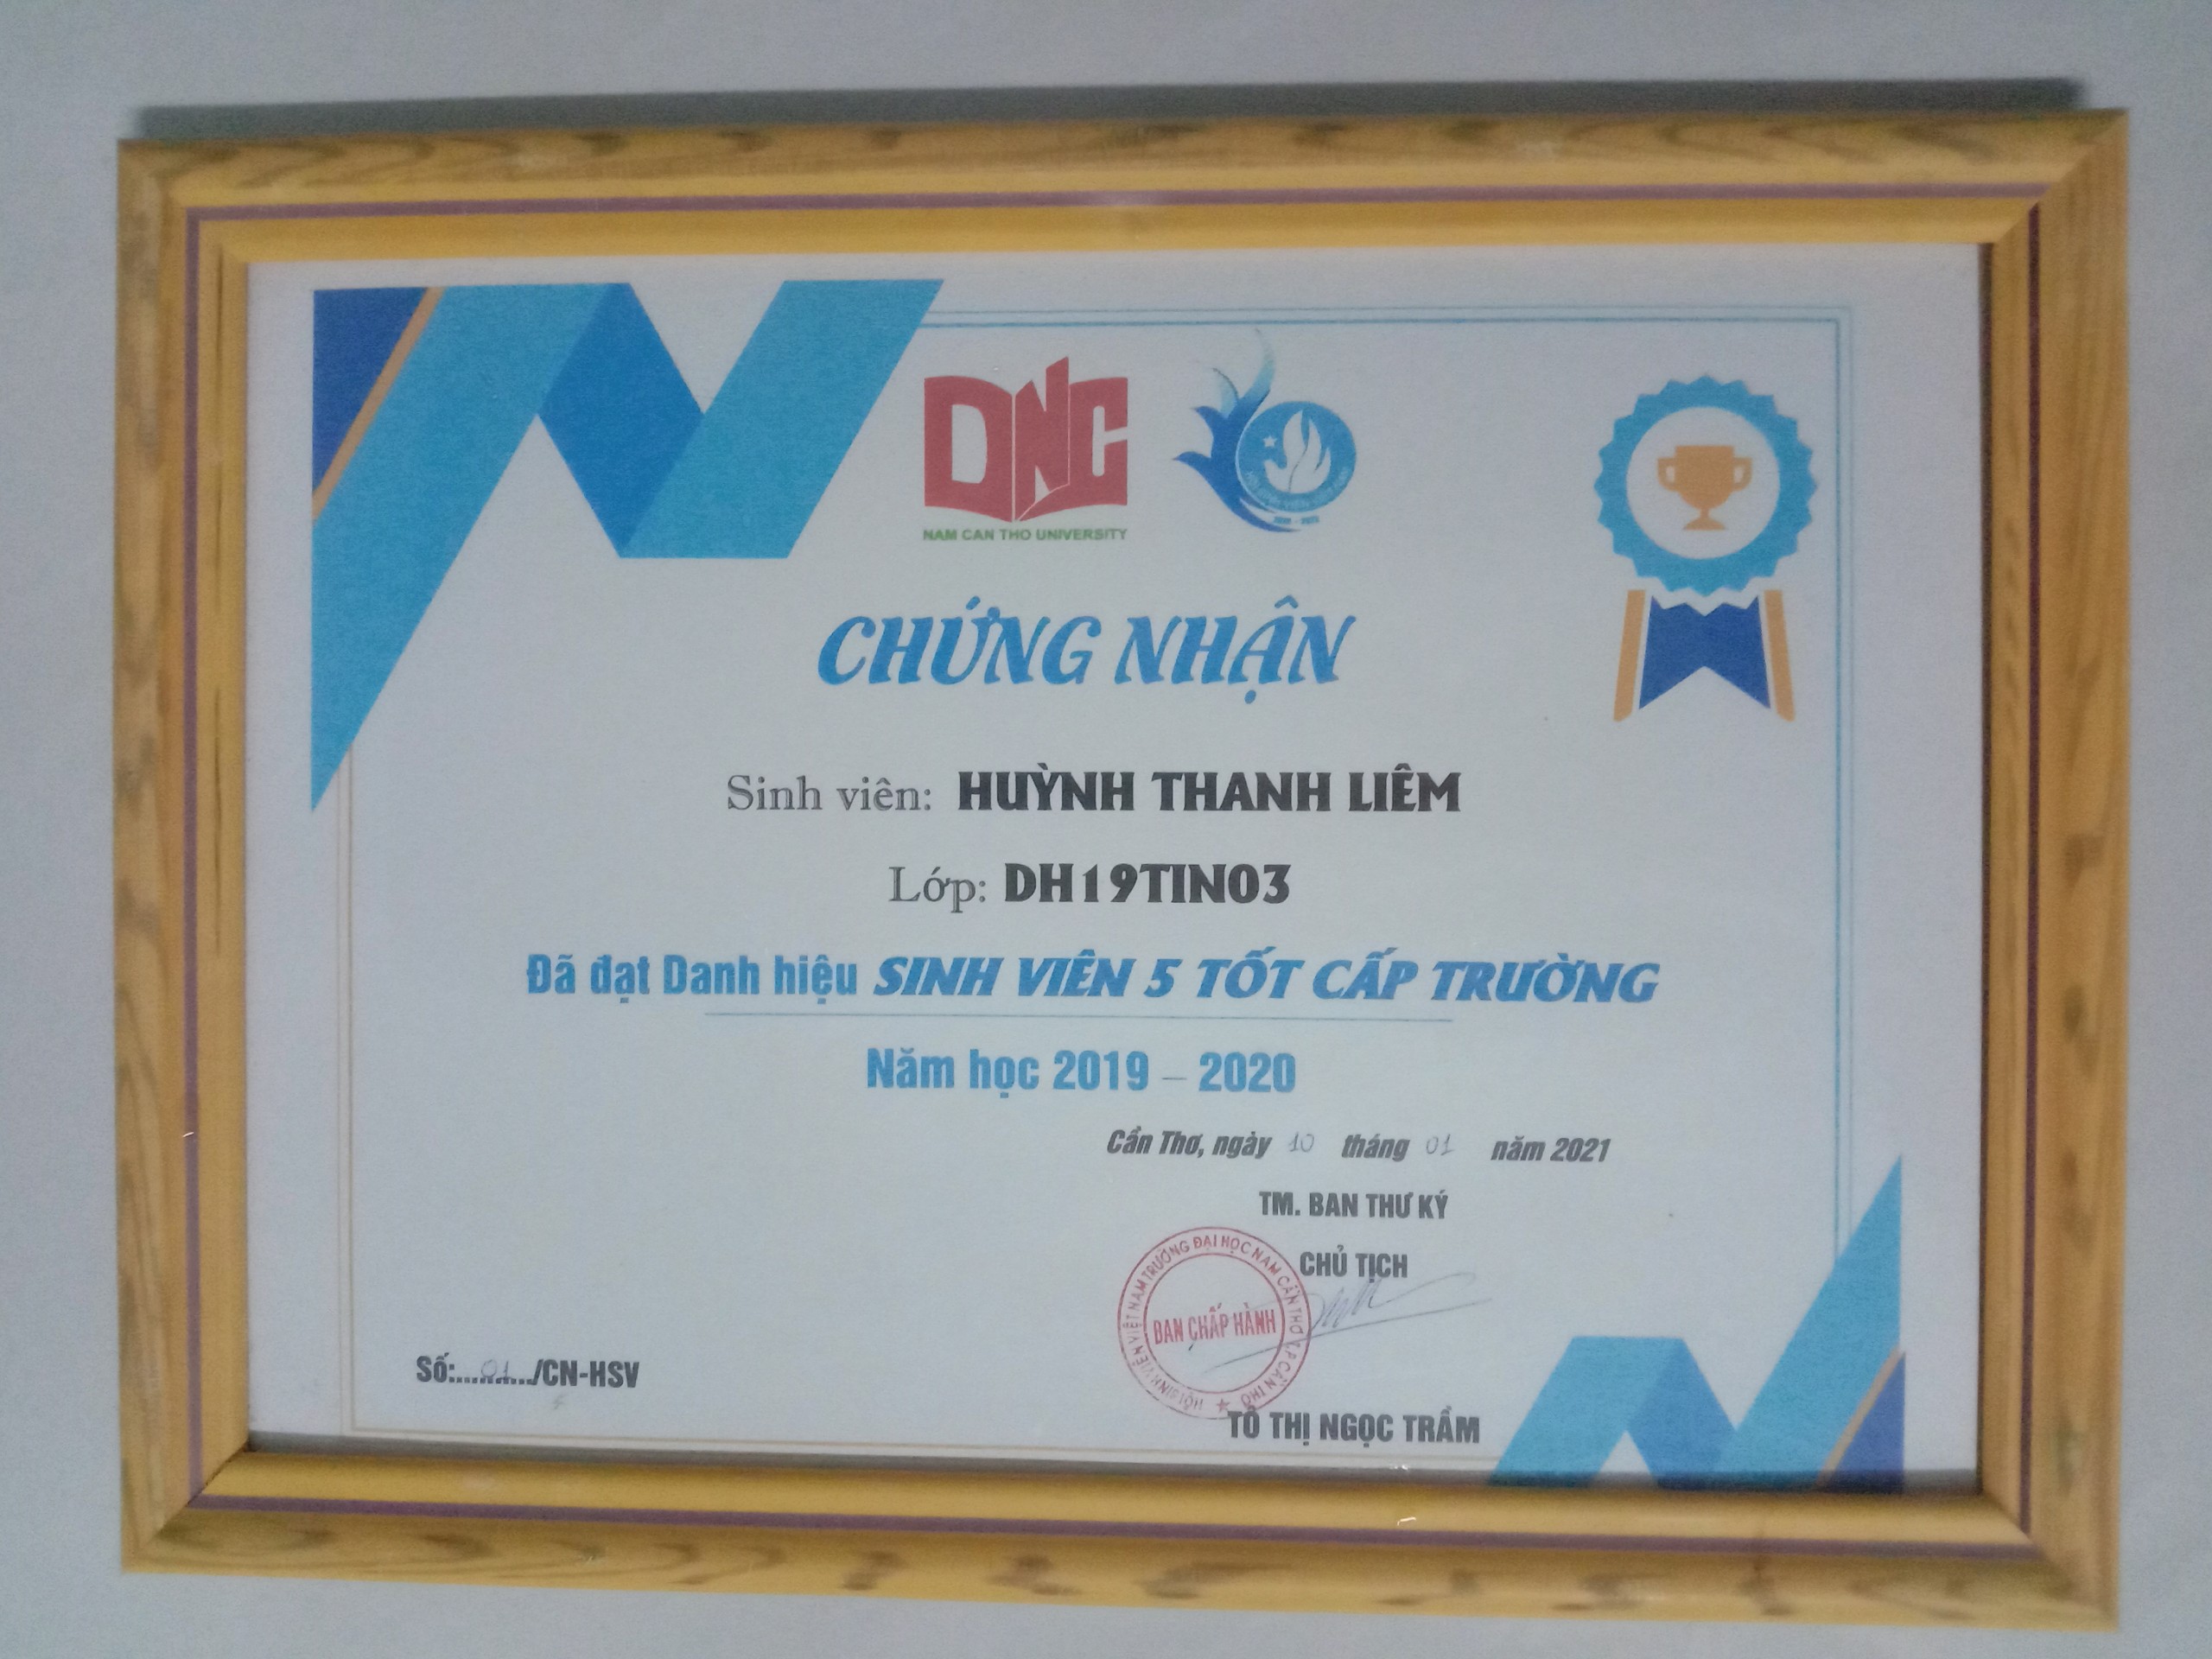 DNC
NAM CAN THO UNIVERSITY
CHỨNG NHẬN
Sinh viên: HUỲNH THANH LIÊM
Lớp: DH19TIN03
Đã đạt Danh hiệu SINH VIÊN 5 TỐT CẤP TRƯỜNG
Năm học 2019 – 2020
Cần Thơ, ngày 10 tháng 01 năm 2021
TM. BAN THƯ KÝ
CHỦ TỊCH
HỘI SINH VIÊN VIỆT NAM TRƯỜNG ĐẠI HỌC NAM CẦN THƠ T.P CẦN THƠ
BAN CHẤP HÀNH
Số:....01..../CN-HSV
TÔ THỊ NGỌC TRẦM